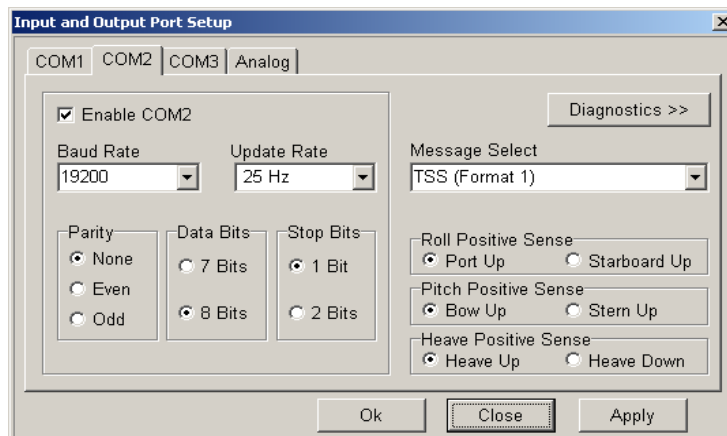 Input and Output Port Setup
COM1 COM2 COM3 Analog
Enable COM2
Diagnostics >>
Baud Rate Update Rate Message Select
19200 25 Hz TSS (Format 1)
Parity Data Bits Stop Bits
None 7 Bits 1 Bit
Even
Odd 8 Bits 2 Bits
Roll Positive Sense
Port Up Starboard Up
Pitch Positive Sense
Bow Up Stern Up
Heave Positive Sense
Heave Up Heave Down
Ok Close Apply